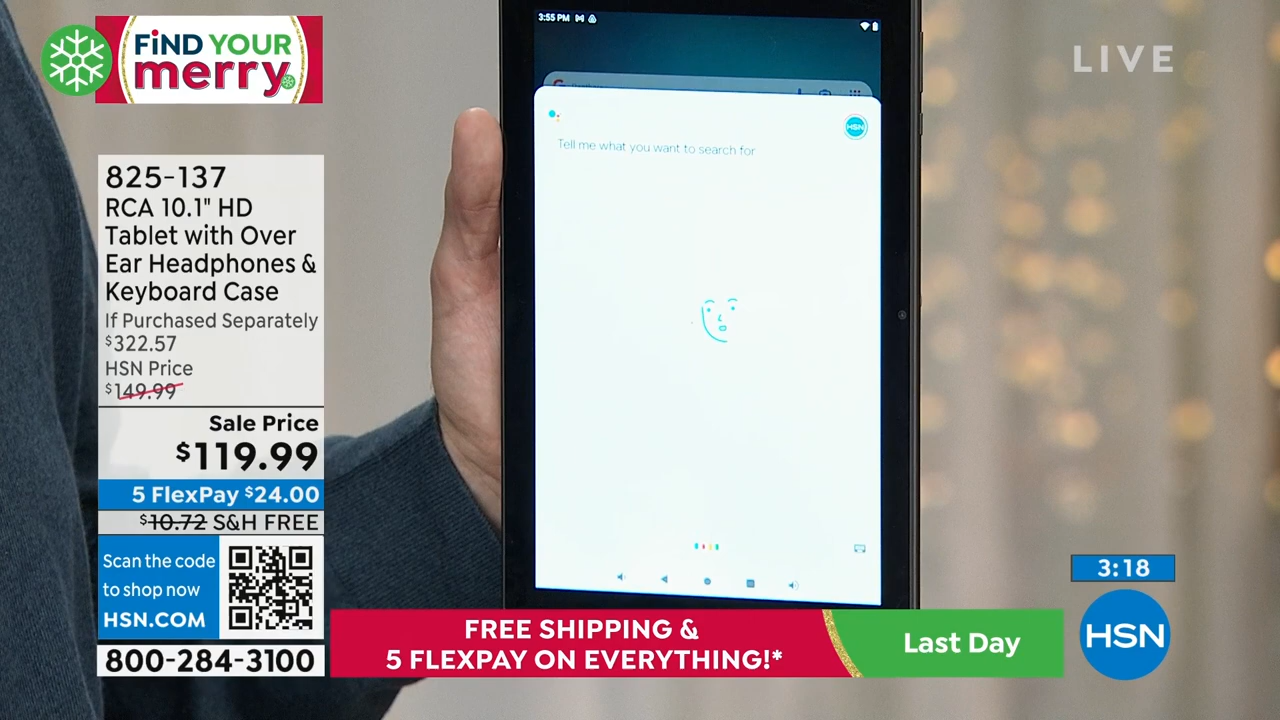 FiND YOUR
merry
LIVE
825-137
RCA 10.1" HD
Tablet with Over
Ear Headphones &
Keyboard Case
If Purchased Separately
$322.57
HSN Price
$149.99
Sale Price
$119.99
5 FlexPay $24.00
$10.72 S&H FREE
Scan the code
to shop now
HSN.COM
800-284-3100
3:55 PM
HSN
Tell me what you want to search for
FREE SHIPPING &
5 FLEXPAY ON EVERYTHING!*
Last Day
3:18
HSN